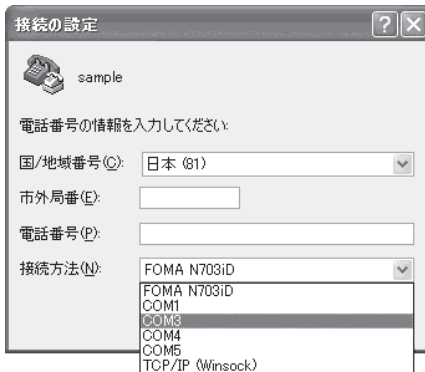 接続の設定
sample
電話番号の情報を入力してください:
国/地域番号(C): 日本 (81)
市外局番(E):
電話番号(P):
接続方法(N): FOMA N703iD
FOMA N703iD
COM1
COM3
COM4
COM5
TCP/IP (Winsock)